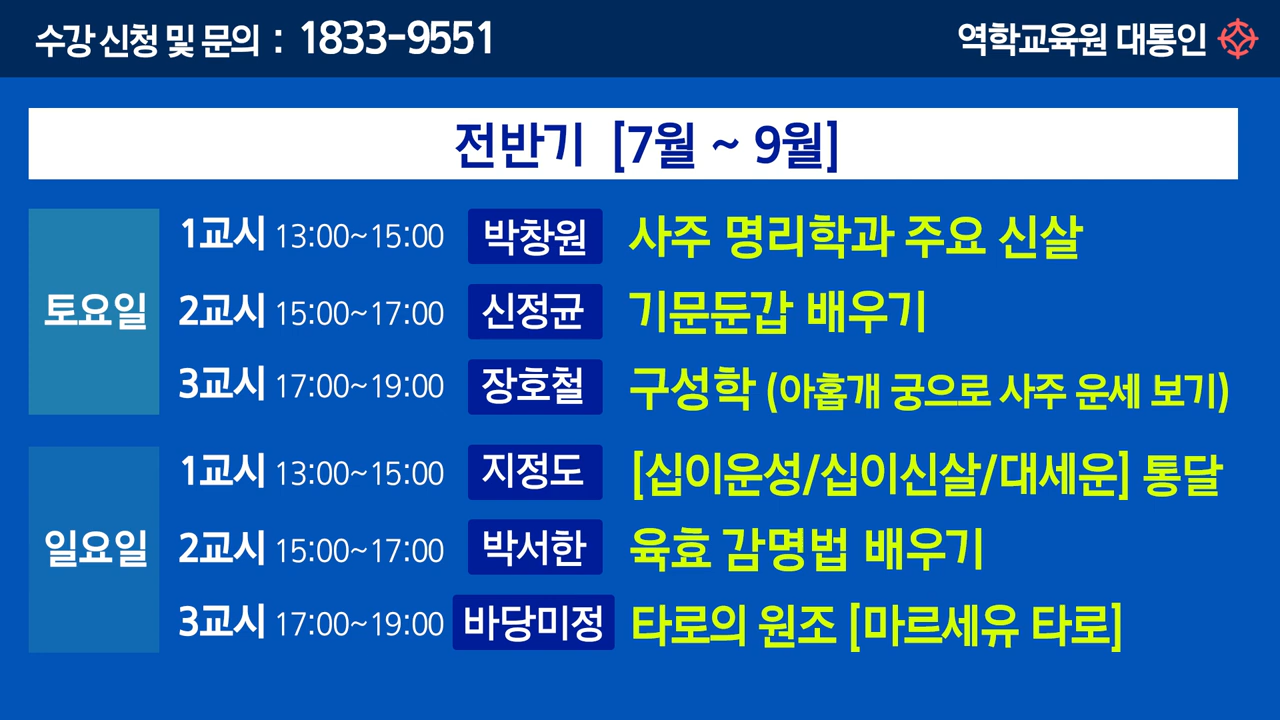 수강 신청 및 문의 : 1833-9551
역학교육원 대통인
전반기 [7월 ~ 9월]
토요일
1교시 13:00~15:00 박창원 사주 명리학과 주요 신살
2교시 15:00~17:00 신정균 기문둔갑 배우기
3교시 17:00~19:00 장호철 구성학 (아홉개 궁으로 사주 운세 보기)
일요일
1교시 13:00~15:00 지정도 [십이운성/십이신살/대세운] 통달
2교시 15:00~17:00 박서한 육효 감명법 배우기
3교시 17:00~19:00 바당미정 타로의 원조 [마르세유 타로]